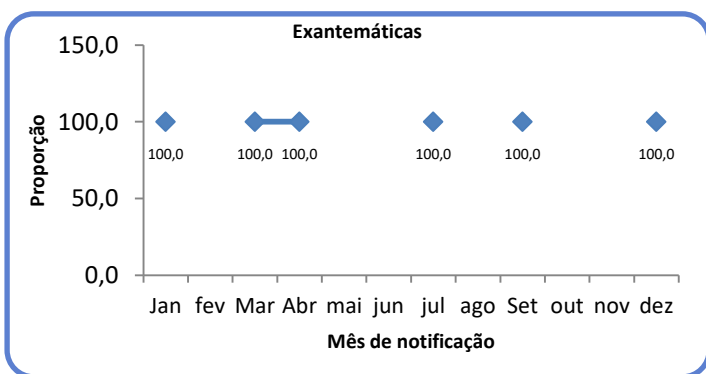 Exantemáticas
150,0
100,0
50,0
0,0
Proporção
100,0 100,0 100,0 100,0 100,0 100,0
Jan fev Mar Abr mai jun jul ago Set out nov dez
Mês de notificação